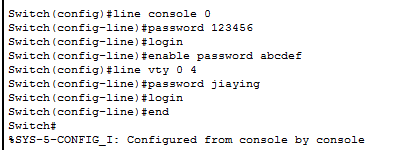 Switch(config)#line console 0
Switch(config-line)#password 123456
Switch(config-line)#login
Switch(config-line)#enable password abcdef
Switch(config)#line vty 0 4
Switch(config-line)#password jiaying
Switch(config-line)#login
Switch(config-line)#end
Switch#
%SYS-5-CONFIG_I: Configured from console by console